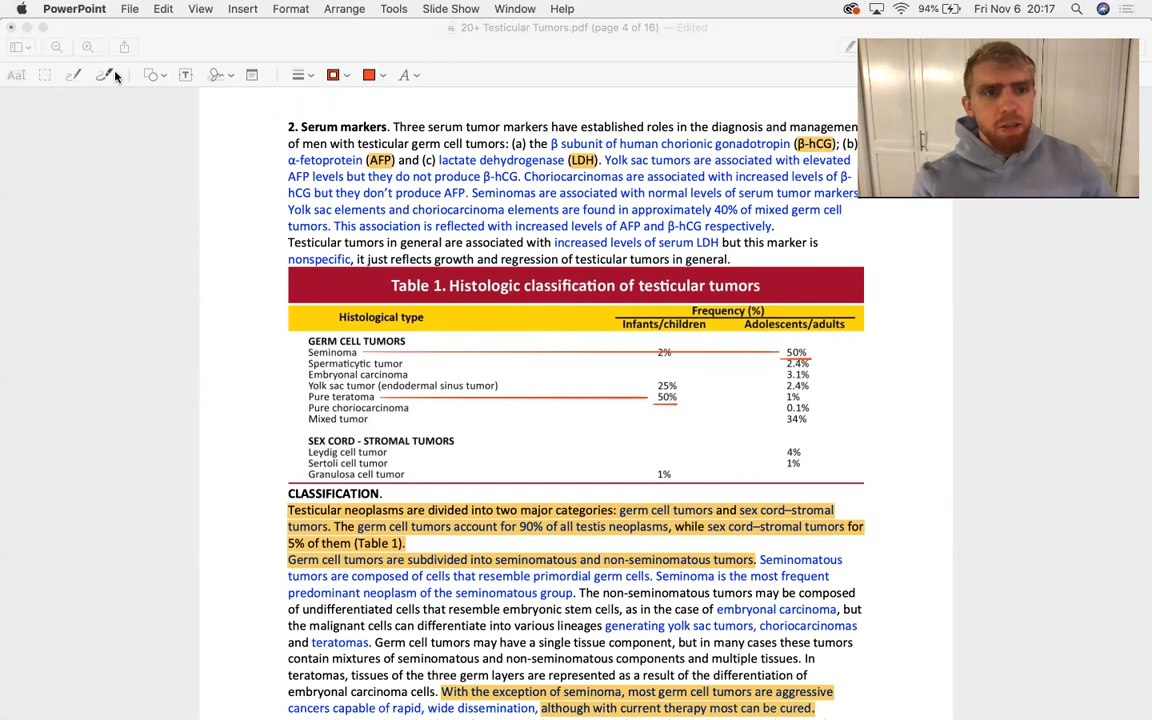 PowerPoint File Edit View Insert Format Arrange Tools Slide Show Window Help 94% Fri Nov 6 20:17
20+ Testicular Tumors.pdf (page 4 of 16) — Edited
AaI T A
2. Serum markers. Three serum tumor markers have established roles in the diagnosis and managemen
of men with testicular germ cell tumors: (a) the β subunit of human chorionic gonadotropin (β-hCG); (b)
α-fetoprotein (AFP) and (c) lactate dehydrogenase (LDH). Yolk sac tumors are associated with elevated
AFP levels but they do not produce β-hCG. Choriocarcinomas are associated with increased levels of β-
hCG but they don't produce AFP. Seminomas are associated with normal levels of serum tumor markers
Yolk sac elements and choriocarcinoma elements are found in approximately 40% of mixed germ cell
tumors. This association is reflected with increased levels of AFP and β-hCG respectively.
Testicular tumors in general are associated with increased levels of serum LDH but this marker is
nonspecific, it just reflects growth and regression of testicular tumors in general.
Table 1. Histologic classification of testicular tumors
Histological type Frequency (%)
Infants/children Adolescents/adults
GERM CELL TUMORS
Seminoma 2% 50%
Spermaticytic tumor 2.4%
Embryonal carcinoma 3.1%
Yolk sac tumor (endodermal sinus tumor) 25% 2.4%
Pure teratoma 50% 1%
Pure choriocarcinoma 0.1%
Mixed tumor 34%
SEX CORD - STROMAL TUMORS
Leydig cell tumor 4%
Sertoli cell tumor 1%
Granulosa cell tumor 1%
CLASSIFICATION.
Testicular neoplasms are divided into two major categories: germ cell tumors and sex cord–stromal
tumors. The germ cell tumors account for 90% of all testis neoplasms, while sex cord–stromal tumors for
5% of them (Table 1).
Germ cell tumors are subdivided into seminomatous and non-seminomatous tumors. Seminomatous
tumors are composed of cells that resemble primordial germ cells. Seminoma is the most frequent
predominant neoplasm of the seminomatous group. The non-seminomatous tumors may be composed
of undifferentiated cells that resemble embryonic stem cells, as in the case of embryonal carcinoma, but
the malignant cells can differentiate into various lineages generating yolk sac tumors, choriocarcinomas
and teratomas. Germ cell tumors may have a single tissue component, but in many cases these tumors
contain mixtures of seminomatous and non-seminomatous components and multiple tissues. In
teratomas, tissues of the three germ layers are represented as a result of the differentiation of
embryonal carcinoma cells. With the exception of seminoma, most germ cell tumors are aggressive
cancers capable of rapid, wide dissemination, although with current therapy most can be cured.